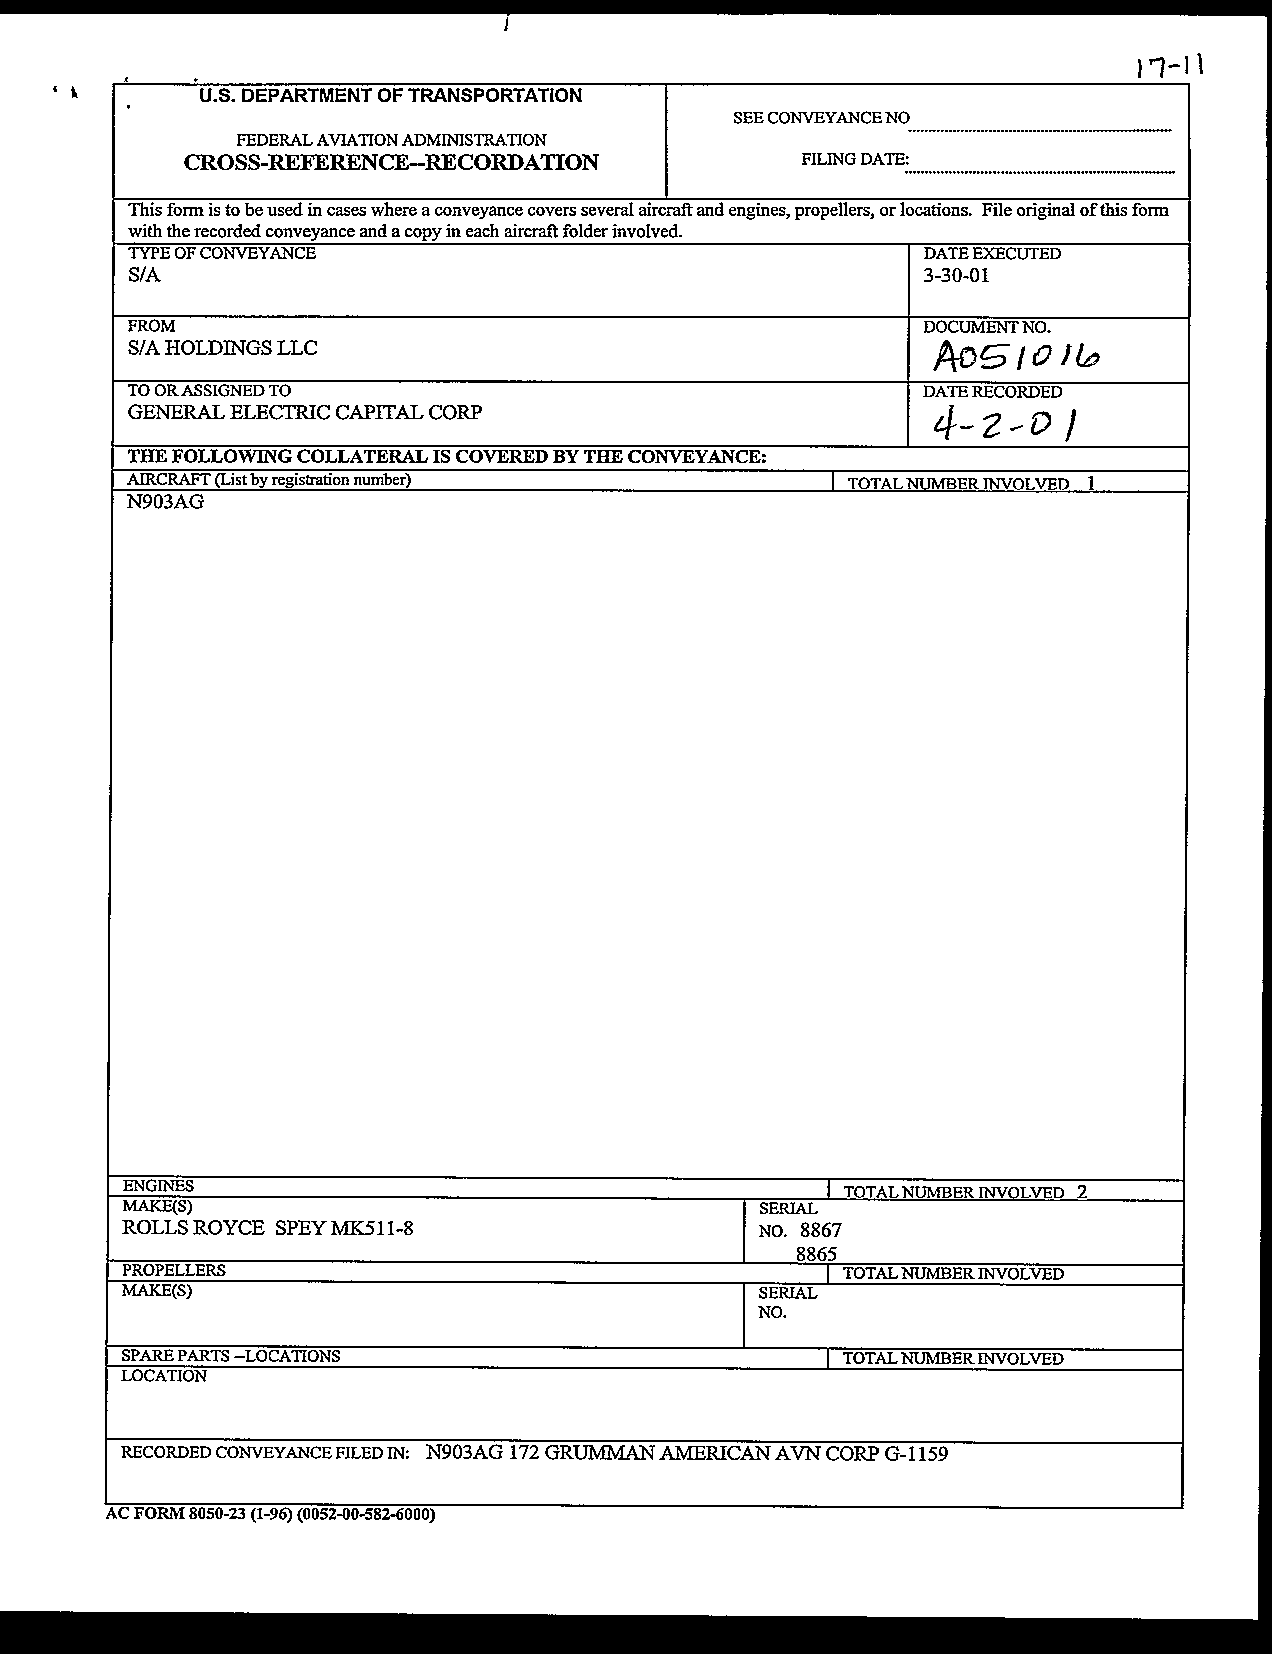 17-11
U.S. DEPARTMENT OF TRANSPORTATION
FEDERAL AVIATION ADMINISTRATION
CROSS-REFERENCE--RECORDATION
SEE CONVEYANCE NO
FILING DATE:
This form is to be used in cases where a conveyance covers several aircraft and engines, propellers, or locations. File original of this form
with the recorded conveyance and a copy in each aircraft folder involved.
TYPE OF CONVEYANCE
S/A
DATE EXECUTED
3-30-01
FROM
S/A HOLDINGS LLC
DOCUMENT NO.
A051016
TO OR ASSIGNED TO
GENERAL ELECTRIC CAPITAL CORP
DATE RECORDED
4-2-01
THE FOLLOWING COLLATERAL IS COVERED BY THE CONVEYANCE:
AIRCRAFT (List by registration number)
TOTAL NUMBER INVOLVED 1
N903AG
ENGINES
TOTAL NUMBER INVOLVED 2
MAKE(S)
ROLLS ROYCE SPEY MK511-8
SERIAL
NO. 8867
8865
PROPELLERS
TOTAL NUMBER INVOLVED
MAKE(S)
SERIAL
NO.
SPARE PARTS --LOCATIONS
TOTAL NUMBER INVOLVED
LOCATION
RECORDED CONVEYANCE FILED IN: N903AG 172 GRUMMAN AMERICAN AVN CORP G-1159
AC FORM 8050-23 (1-96) (0052-00-582-6000)